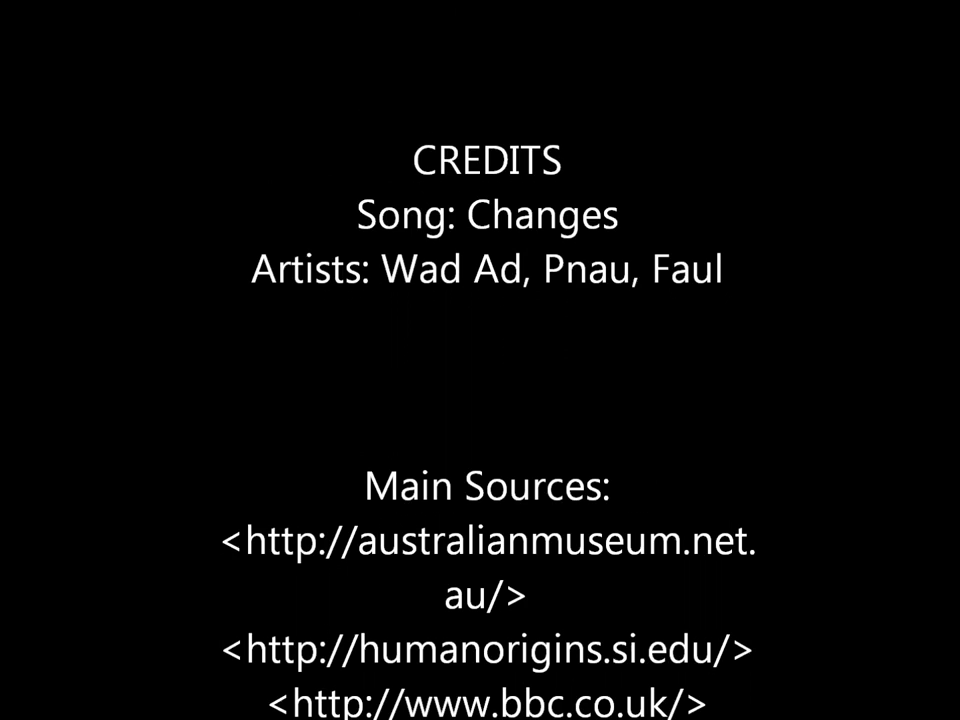 CREDITS
Song: Changes
Artists: Wad Ad, Pnau, Faul
Main Sources:
<http://australianmuseum.net.
au/>
<http://humanorigins.si.edu/>
<http://www.bbc.co.uk/>